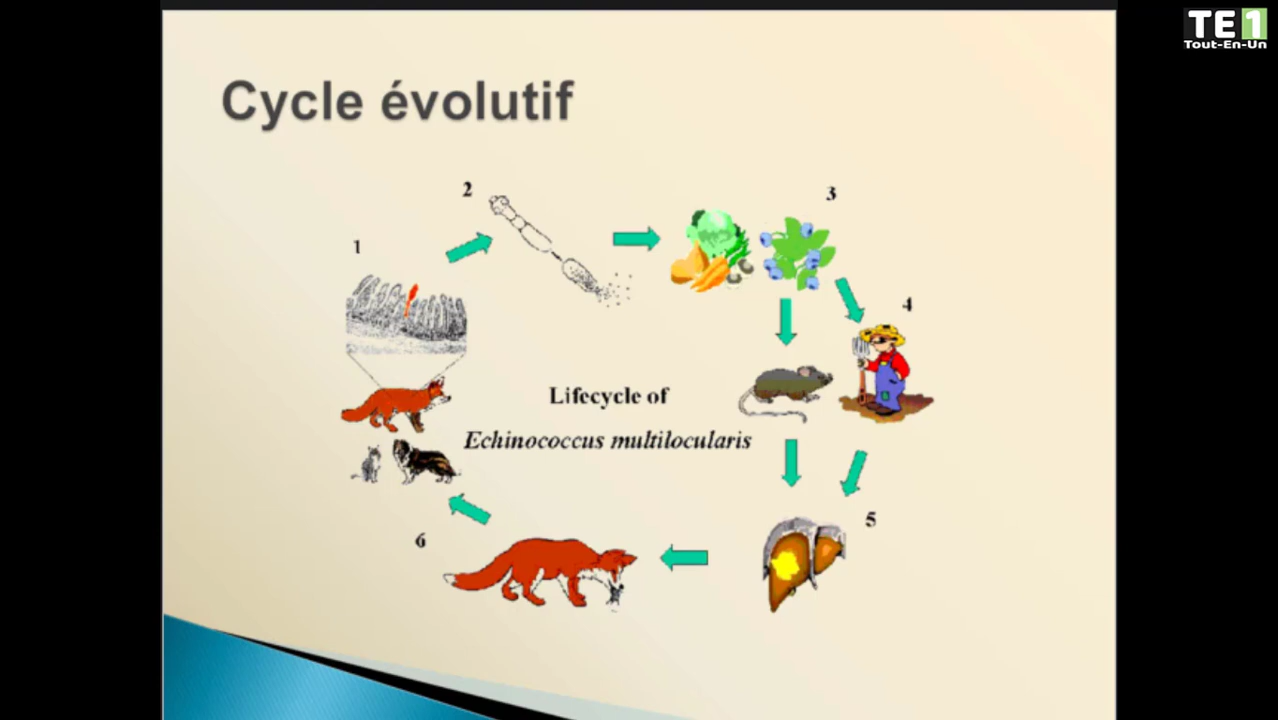 TE1
Tout-En-Un
Cycle évolutif
2
3
1
4
Lifecycle of
Echinococcus multilocularis
5
6